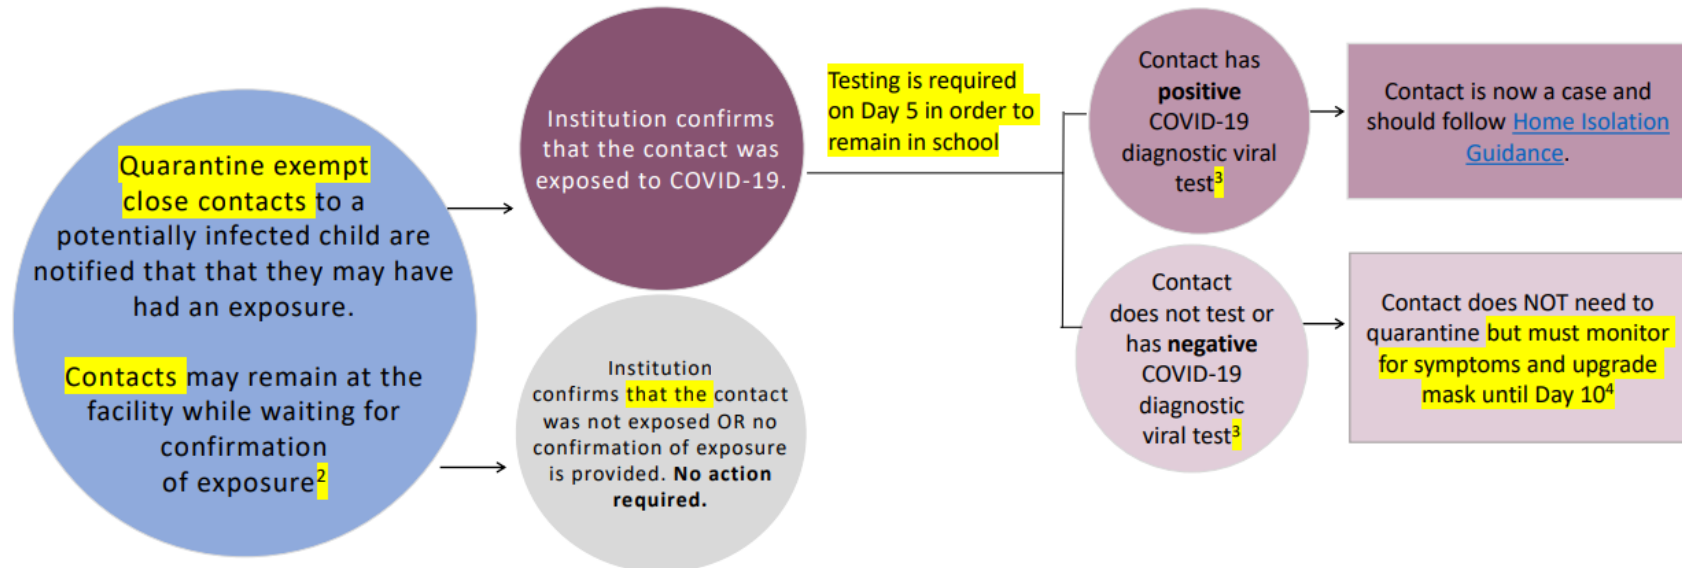 Quarantine exempt
close contacts to a
potentially infected child are
notified that that they may have
had an exposure.
Contacts may remain at the
facility while waiting for
confirmation
of exposure2
Institution confirms
that the contact was
exposed to COVID-19.
Institution
confirms that the contact
was not exposed OR no
confirmation of exposure
is provided. No action
required.
Testing is required
on Day 5 in order to
remain in school
Contact has
positive
COVID-19
diagnostic viral
test3
Contact is now a case and
should follow Home Isolation
Guidance.
Contact
does not test or
has negative
COVID-19
diagnostic
viral test3
Contact does NOT need to
quarantine but must monitor
for symptoms and upgrade
mask until Day 104